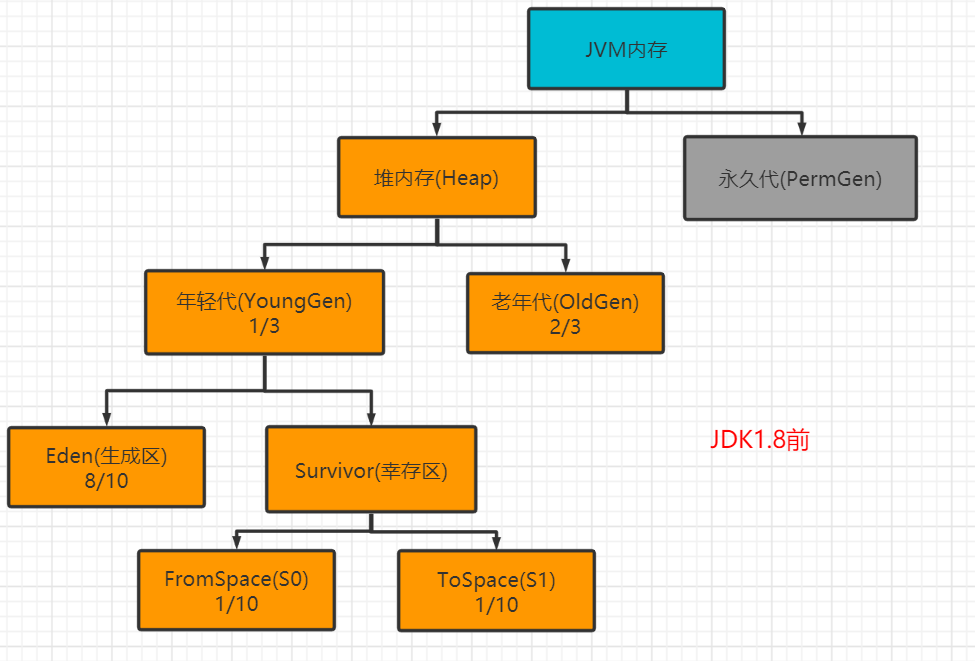 JVM内存
堆内存(Heap)
永久代(PermGen)
年轻代(YoungGen)
1/3
老年代(OldGen)
2/3
Eden(生成区)
8/10
Survivor(幸存区)
JDK1.8前
FromSpace(S0)
1/10
ToSpace(S1)
1/10